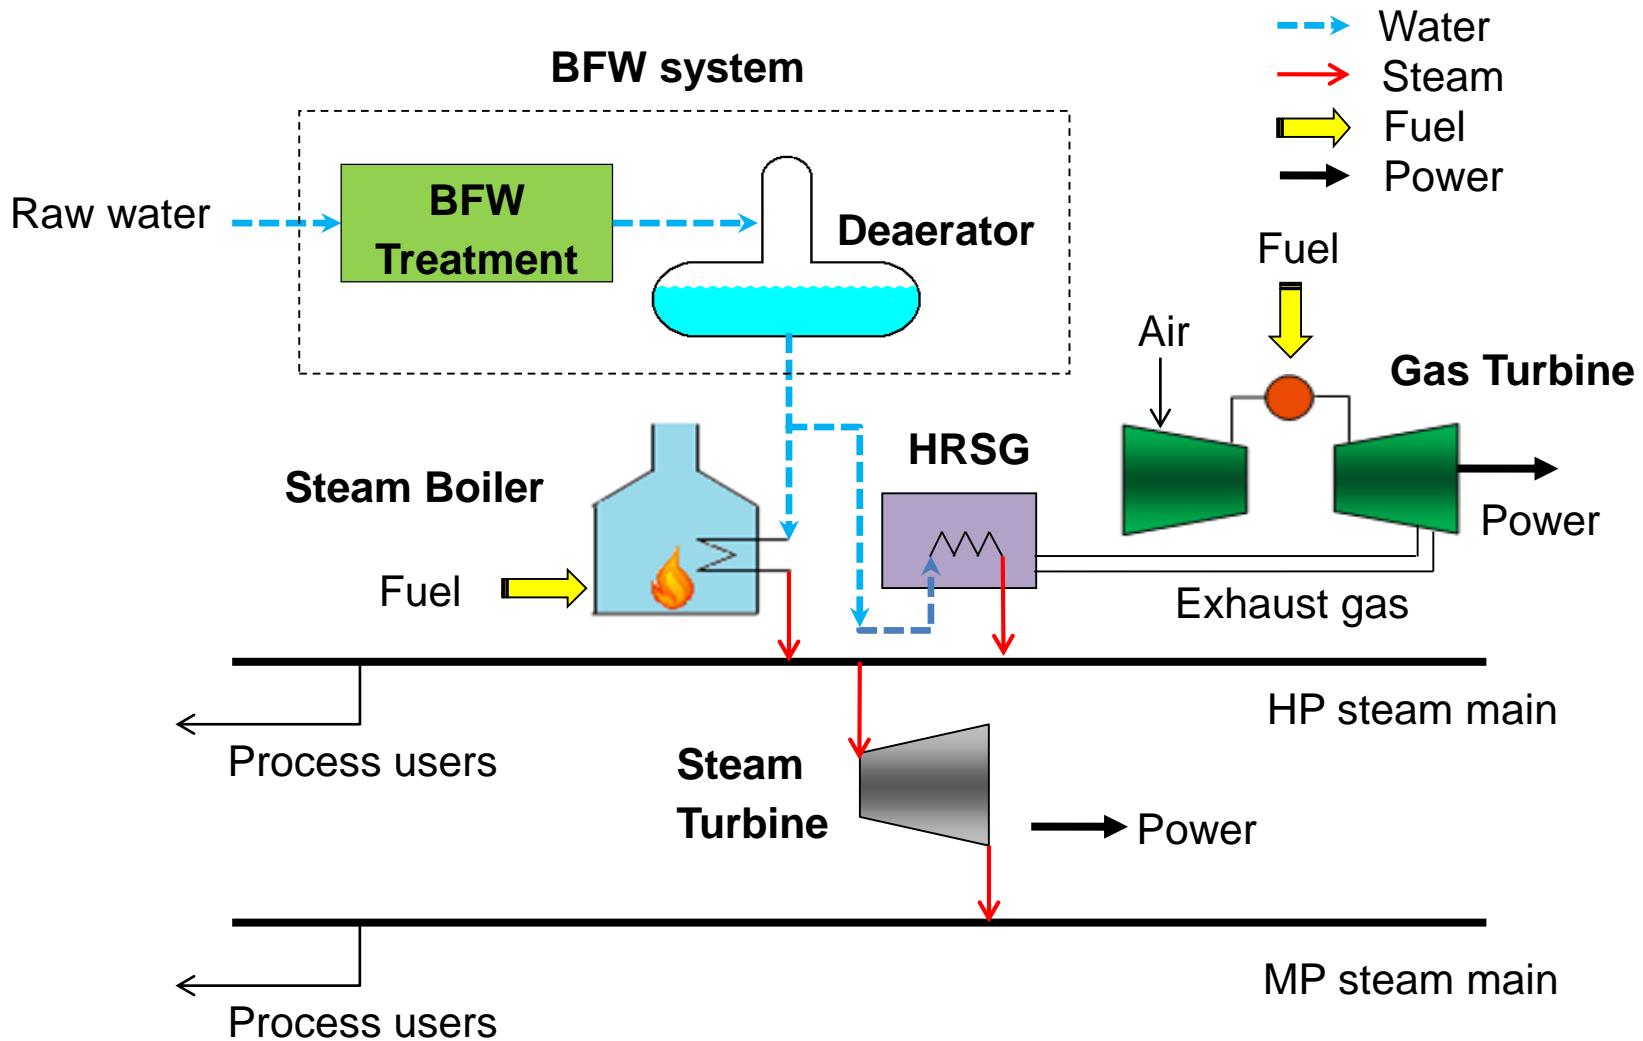 Water
BFW system
Steam
Fuel
Power
BFW
Treatment
Raw water
Deaerator
Fuel
Air
Gas Turbine
HRSG
Steam Boiler
Power
Fuel
Exhaust gas
HP steam main
Process users
Steam
Turbine
Power
MP steam main
Process users